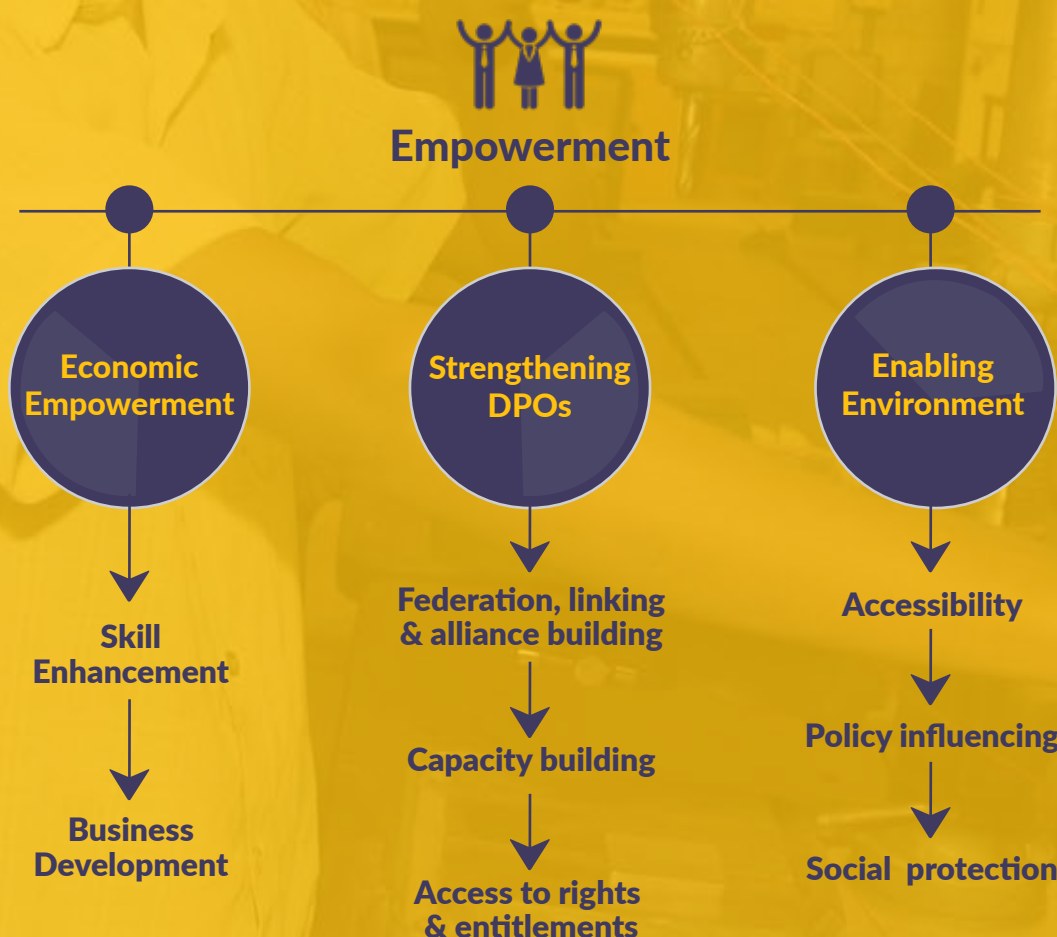 Empowerment
Economic
Empowerment
Skill
Enhancement
Business
Development
Strengthening
DPOs
Federation, linking
& alliance building
Capacity building
Access to rights
& entitlements
Enabling
Environment
Accessibility
Policy influencing
Social protection